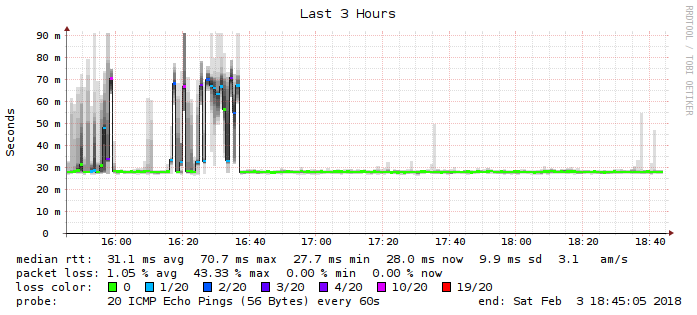 Last 3 Hours
RRDTOOL / TOBI OETIKER
Seconds
90 m
80 m
70 m
60 m
50 m
40 m
30 m
20 m
10 m
0
16:00 16:20 16:40 17:00 17:20 17:40 18:00 18:20 18:40
median rtt: 31.1 ms avg 70.7 ms max 27.7 ms min 28.0 ms now 9.9 ms sd 3.1 am/s
packet loss: 1.05 % avg 43.33 % max 0.00 % min 0.00 % now
loss color: 0 1/20 2/20 3/20 4/20 10/20 19/20
probe: 20 ICMP Echo Pings (56 Bytes) every 60s end: Sat Feb 3 18:45:05 2018